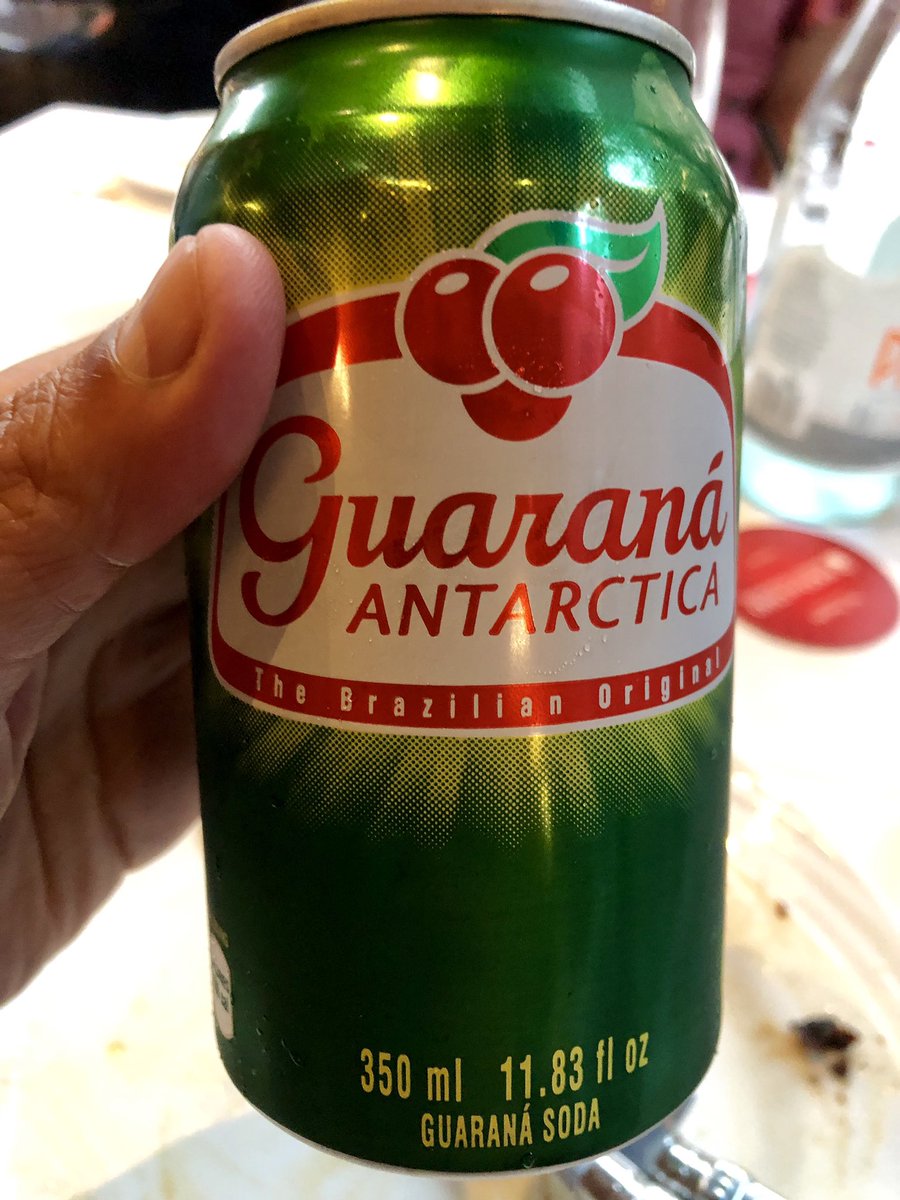 Guaraná
ANTARCTICA
The Brazilian Original
350 ml 11.83 fl oz
GUARANÁ SODA